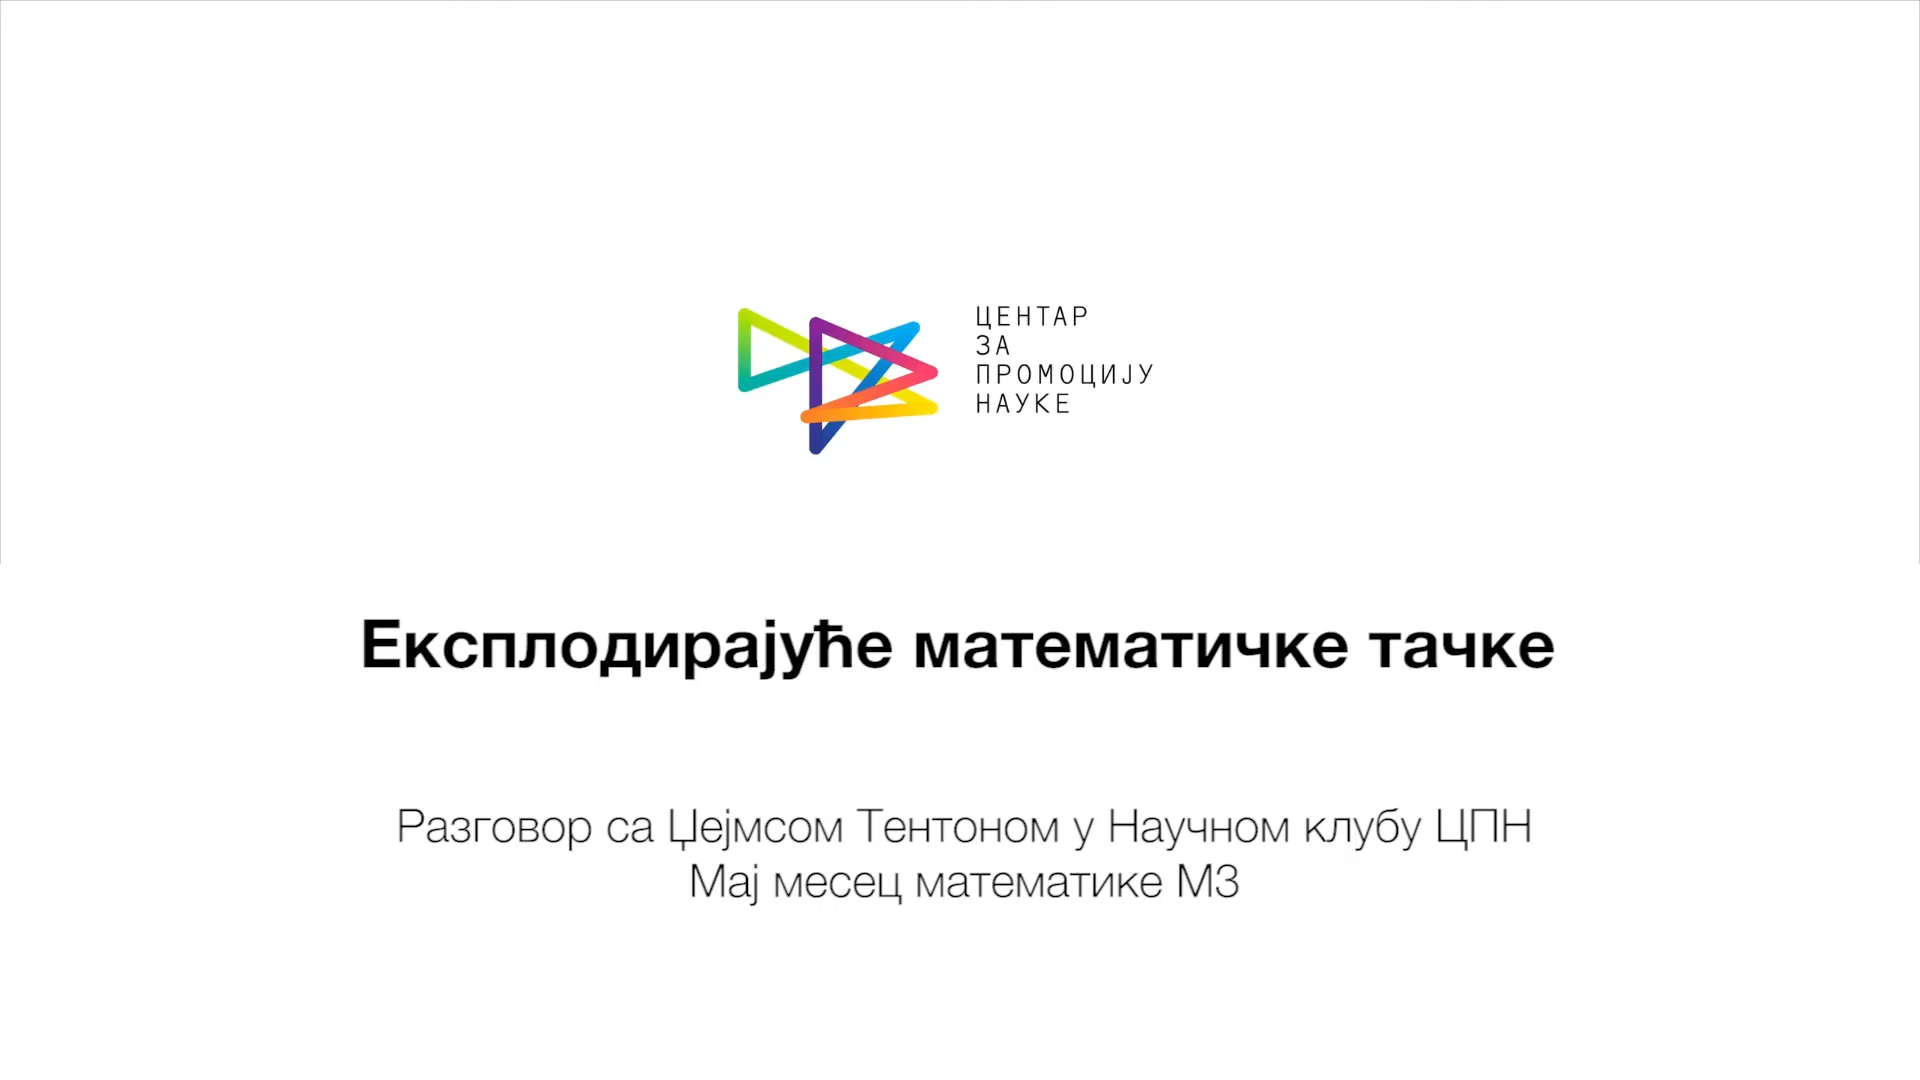 ЦЕНТАР
ЗА
ПРОМОЦИЈУ
НАУКЕ
Експлодирајуће математичке тачке
Разговор са Џејмсом Тентоном у Научном клубу ЦПН
Мај месец математике М3